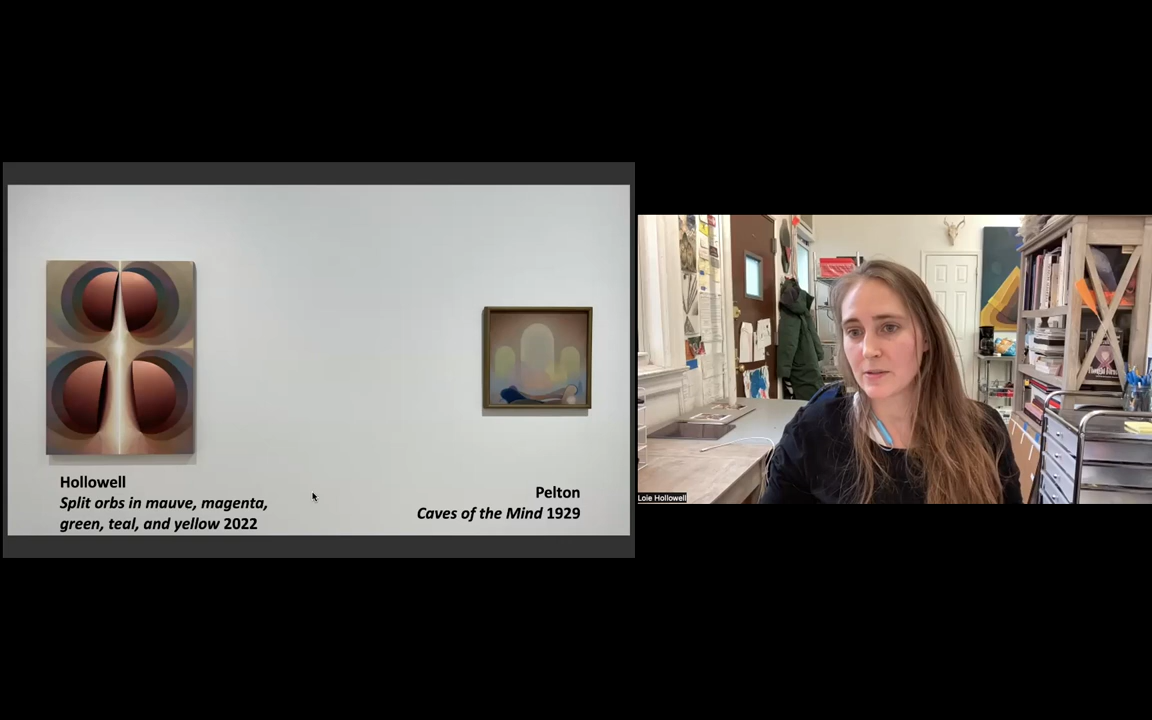 Hollowell
Split orbs in mauve, magenta,
green, teal, and yellow 2022
Pelton
Caves of the Mind 1929
Loie Hollowell